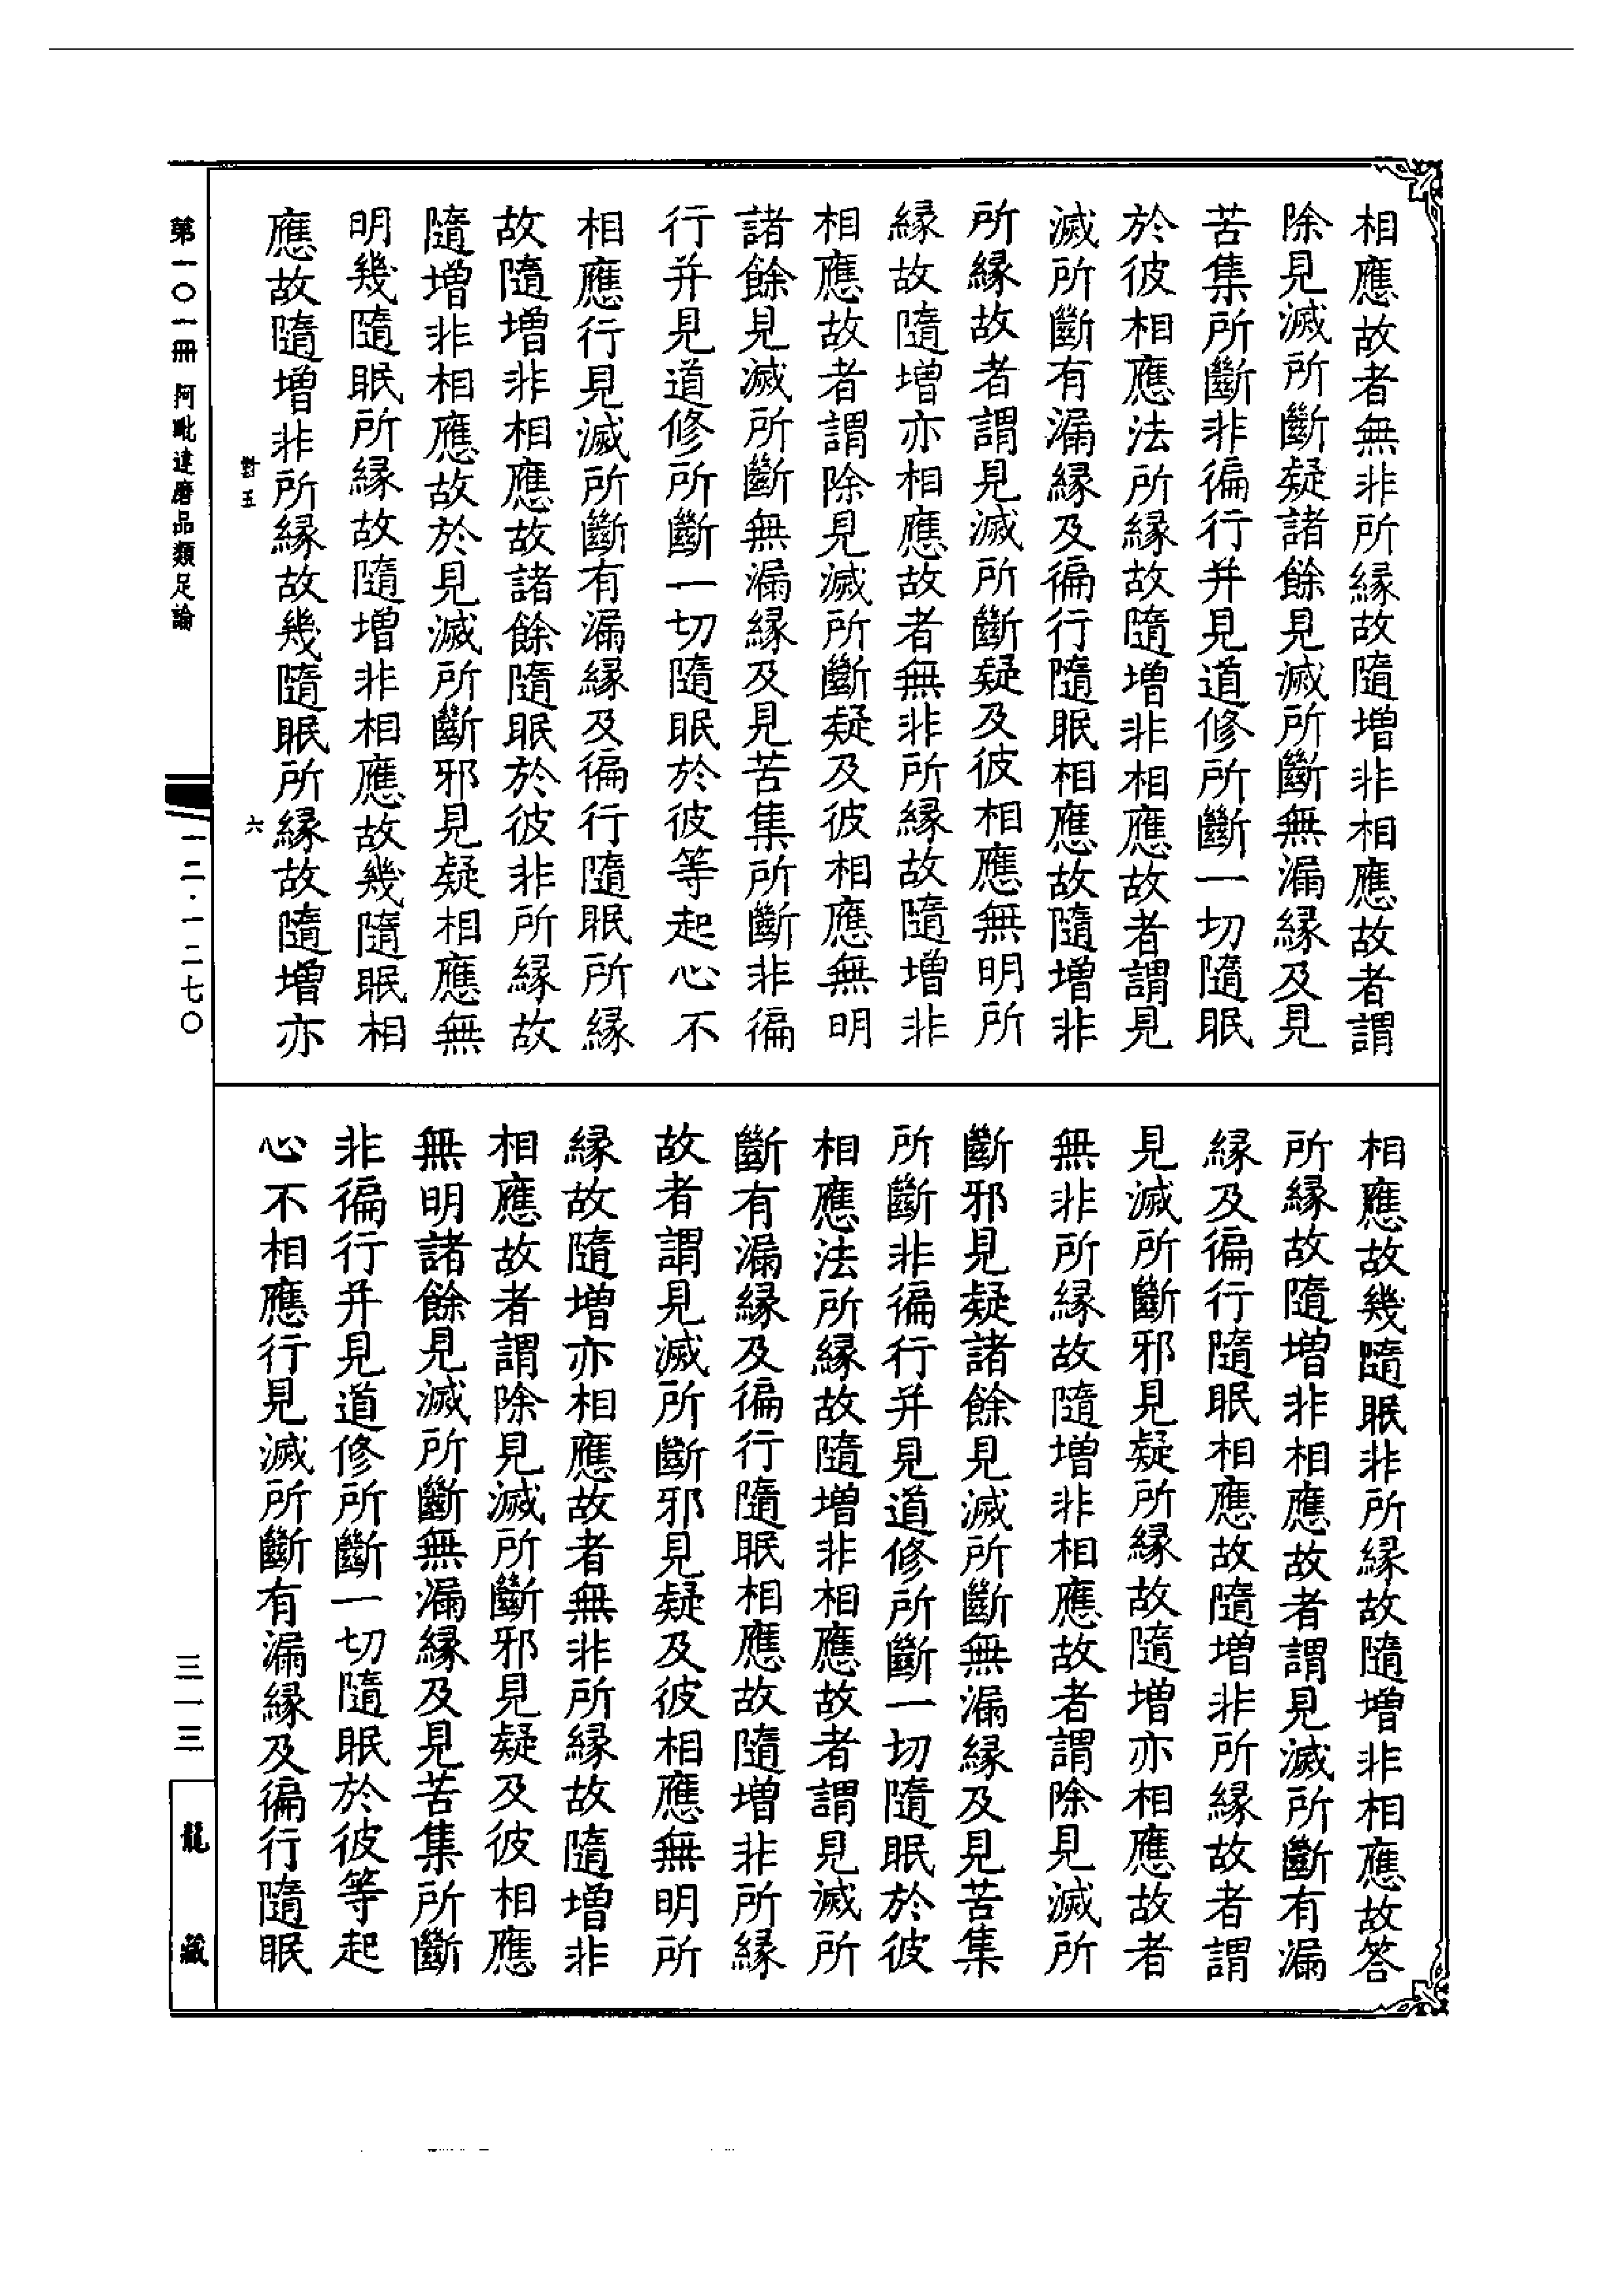 相應故者無非所緣故隨增非相應故者謂
除見滅所斷疑諸餘見滅所斷無漏緣及見
苦集所斷非徧行并見道修所斷一切隨眠
於彼相應法所緣故隨增非相應故者謂見
滅所斷有漏緣及徧行隨眠相應故隨增非
所緣故者謂見滅所斷疑及彼相應無明所
緣故隨增亦相應故者無非所緣故隨增非
相應故者謂除見滅所斷疑及彼相應無明
諸餘見滅所斷無漏緣及見苦集所斷非徧
行并見道修所斷一切隨眠於彼等起心不
相應行見滅所斷有漏緣及徧行隨眠所緣
故隨增非相應故諸餘隨眠於彼非所緣故
隨增非相應故於見滅所斷邪見疑相應無
明幾隨眠所緣故隨增非相應故幾隨眠相
應故隨增非所緣故幾隨眠所緣故隨增亦
相應故幾隨眠非所緣故隨增非相應故答
所緣故隨增非相應故者謂見滅所斷有漏
緣及徧行隨眠相應故隨增非所緣故者謂
見滅所斷邪見疑所緣故隨增亦相應故者
無非所緣故隨增非相應故者謂除見滅所
斷邪見疑諸餘見滅所斷無漏緣及見苦集
所斷非徧行并見道修所斷一切隨眠於彼
相應法所緣故隨增非相應故者謂見滅所
斷有漏緣及徧行隨眠相應故隨增非所緣
故者謂見滅所斷邪見疑及彼相應無明所
緣故隨增亦相應故者無非所緣故隨增非
相應故者謂除見滅所斷邪見疑及彼相應
無明諸餘見滅所斷無漏緣及見苦集所斷
非徧行并見道修所斷一切隨眠於彼等起
心不相應行見滅所斷有漏緣及徧行隨眠
對五
六
第一〇一冊 阿毗達磨品類足論
一二·一二七〇
三一三
龍藏